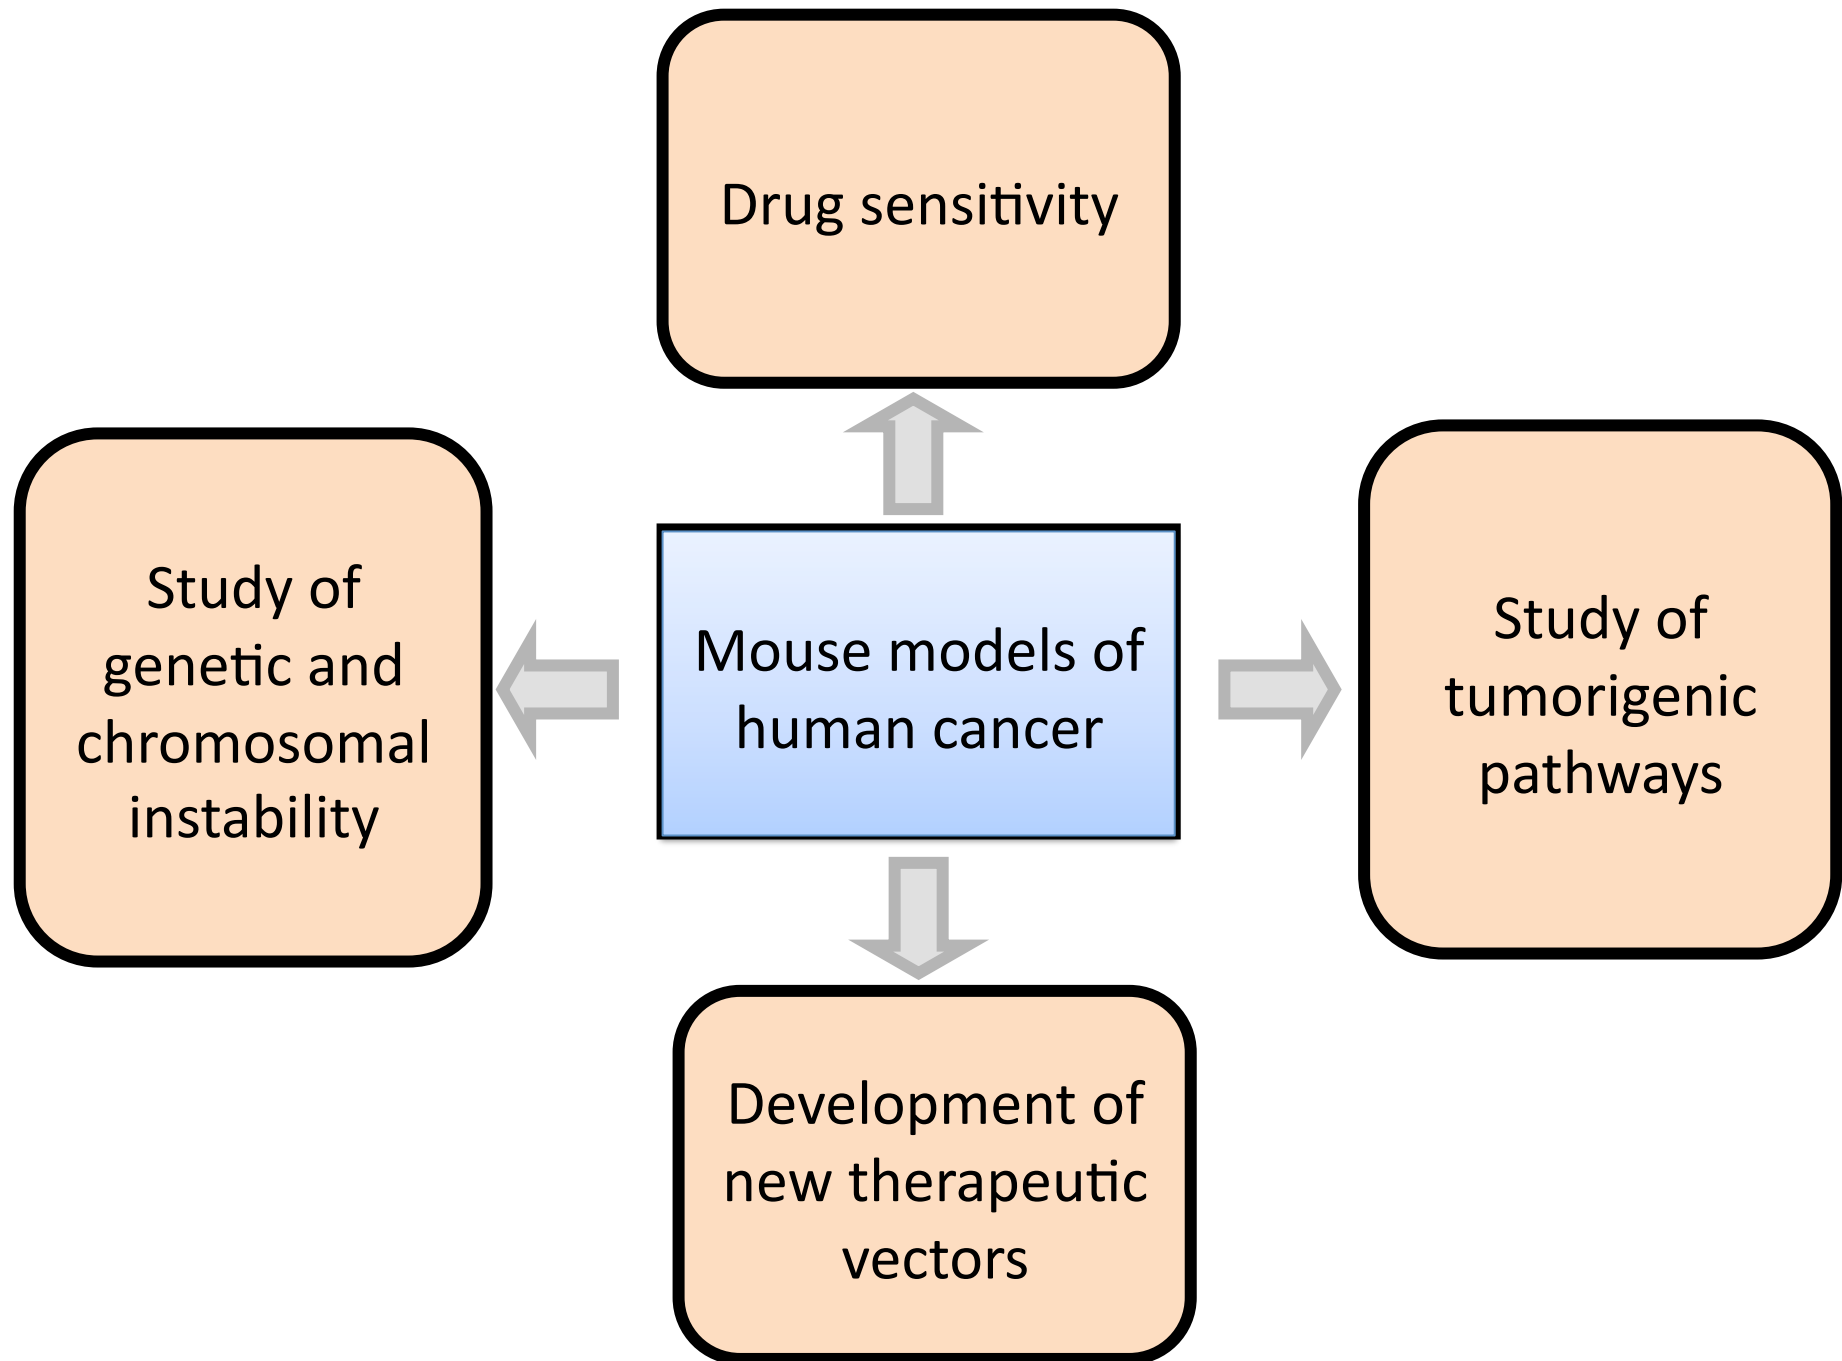 Drug sensitivity
Study of
genetic and
chromosomal
instability
Mouse models of
human cancer
Study of
tumorigenic
pathways
Development of
new therapeutic
vectors